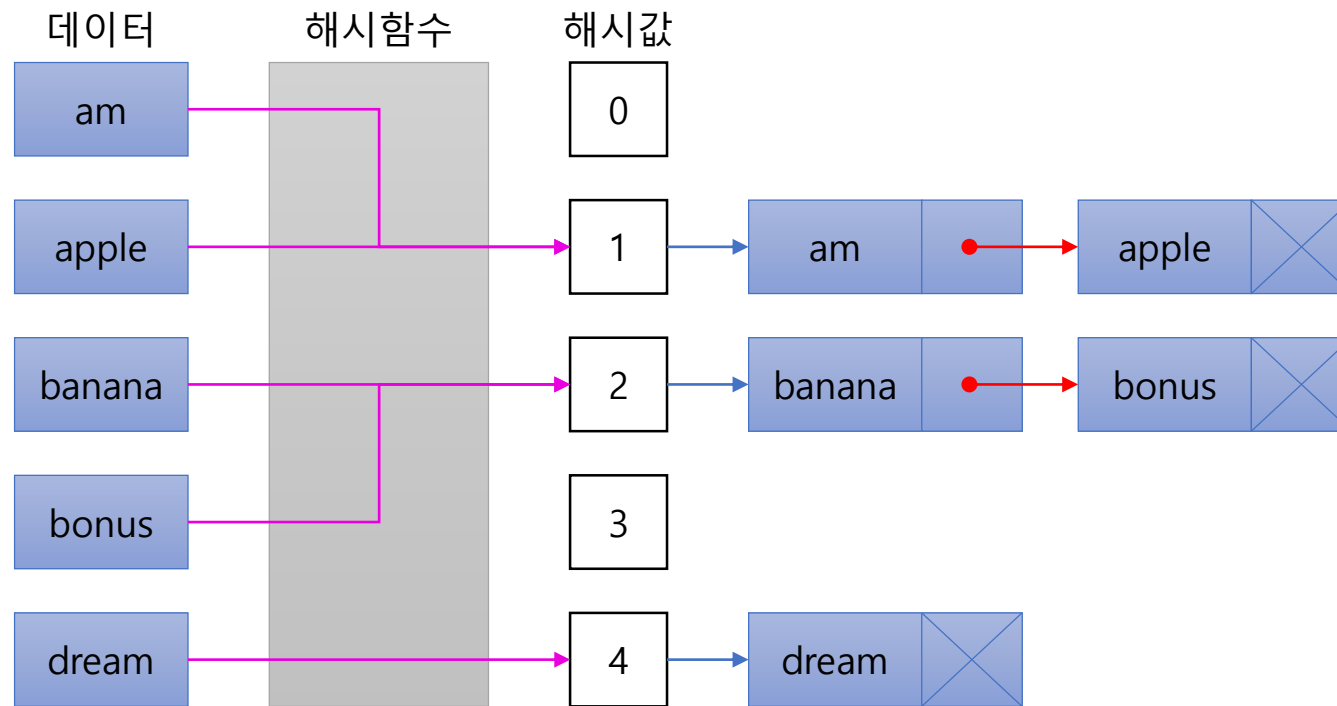 데이터 해시함수 해시값
am 0
apple 1 am apple
banana 2 banana bonus
bonus 3
dream 4 dream